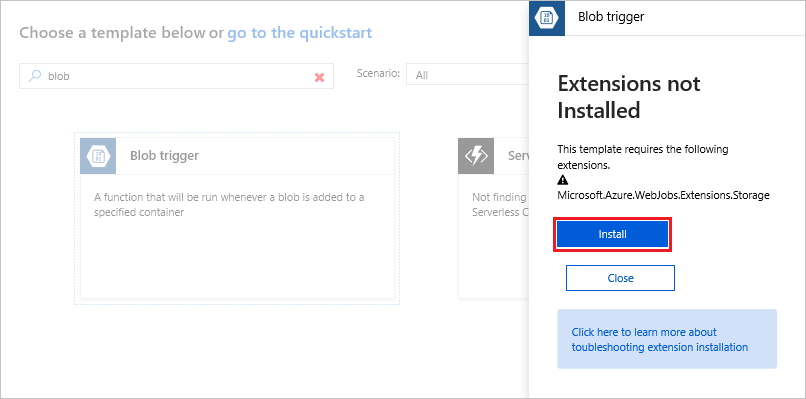 Choose a template below or go to the quickstart
blob
Scenario:
All
Blob trigger
A function that will be run whenever a blob is added to a
specified container
Serv
Not finding
Serverless C
Blob trigger
Extensions not
Installed
This template requires the following
extensions.
Microsoft.Azure.WebJobs.Extensions.Storage
Install
Close
Click here to learn more about
toubleshooting extension installation